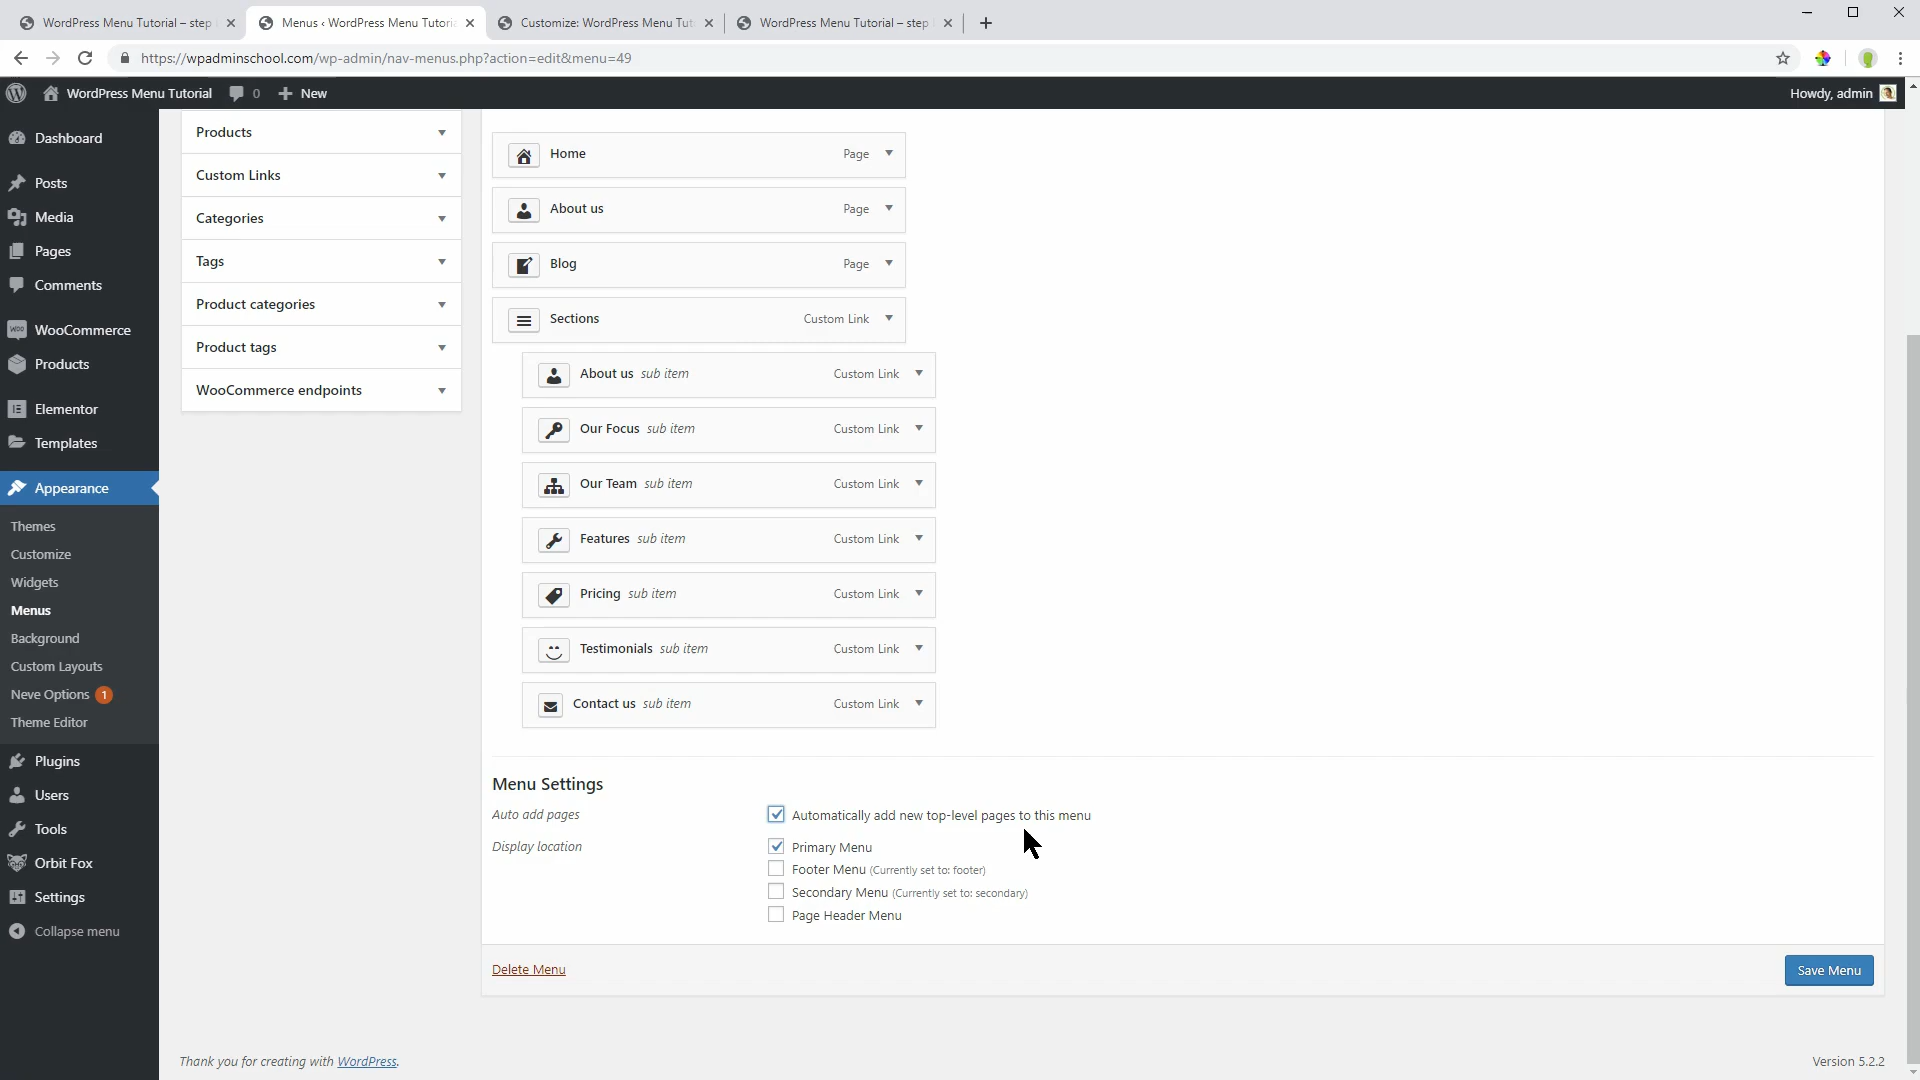 WordPress Menu Tutorial – step
Menus ‹ WordPress Menu Tutoria
Customize: WordPress Menu Tut
WordPress Menu Tutorial – step
https://wpadminschool.com/wp-admin/nav-menus.php?action=edit&menu=49
WordPress Menu Tutorial
0
New
Howdy, admin
Dashboard
Posts
Media
Pages
Comments
WooCommerce
Products
Elementor
Templates
Appearance
Themes
Customize
Widgets
Menus
Background
Custom Layouts
Neve Options 1
Theme Editor
Plugins
Users
Tools
Orbit Fox
Settings
Collapse menu
Products
Custom Links
Categories
Tags
Product categories
Product tags
WooCommerce endpoints
Home Page
About us Page
Blog Page
Sections Custom Link
About us sub item Custom Link
Our Focus sub item Custom Link
Our Team sub item Custom Link
Features sub item Custom Link
Pricing sub item Custom Link
Testimonials sub item Custom Link
Contact us sub item Custom Link
Menu Settings
Auto add pages Automatically add new top-level pages to this menu
Display location Primary Menu
Footer Menu (Currently set to: footer)
Secondary Menu (Currently set to: secondary)
Page Header Menu
Delete Menu
Save Menu
Thank you for creating with WordPress.
Version 5.2.2